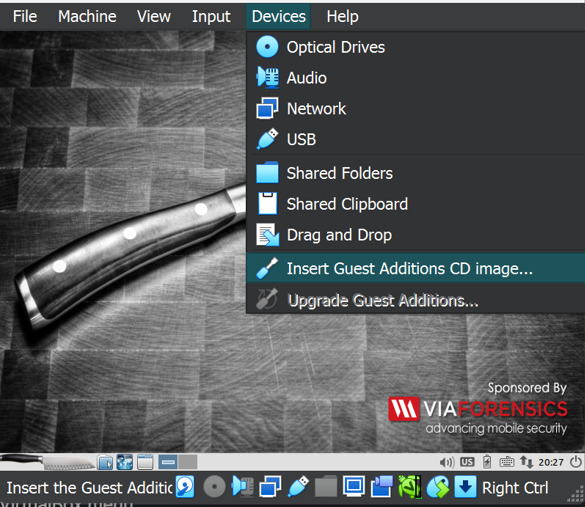 File Machine View Input Devices Help
Optical Drives
Audio
Network
USB
Shared Folders
Shared Clipboard
Drag and Drop
Insert Guest Additions CD image...
Upgrade Guest Additions...
Sponsored By
VIAFORENSICS
advancing mobile security
US 20:27
Insert the Guest Additic Right Ctrl
VirtualBox menu